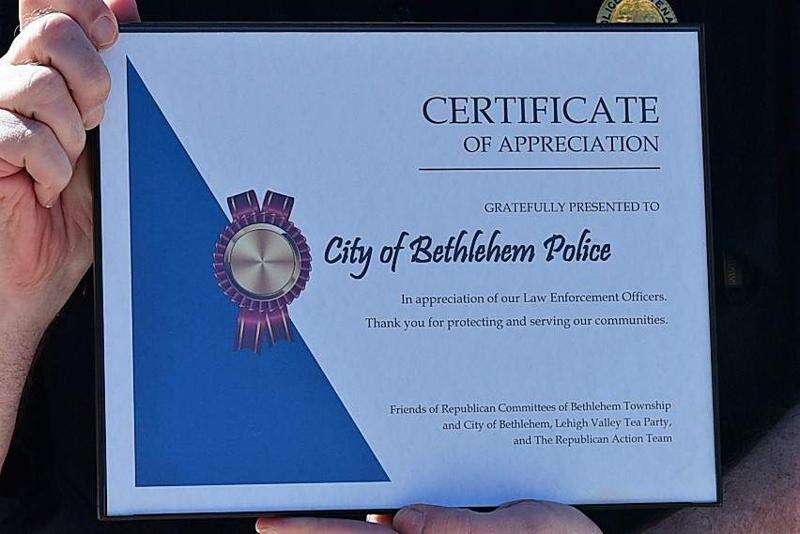 CERTIFICATE
OF APPRECIATION
GRATEFULLY PRESENTED TO
City of Bethlehem Police
In appreciation of our Law Enforcement Officers.
Thank you for protecting and serving our communities.
Friends of Republican Committees of Bethlehem Township
and City of Bethlehem, Lehigh Valley Tea Party,
and The Republican Action Team